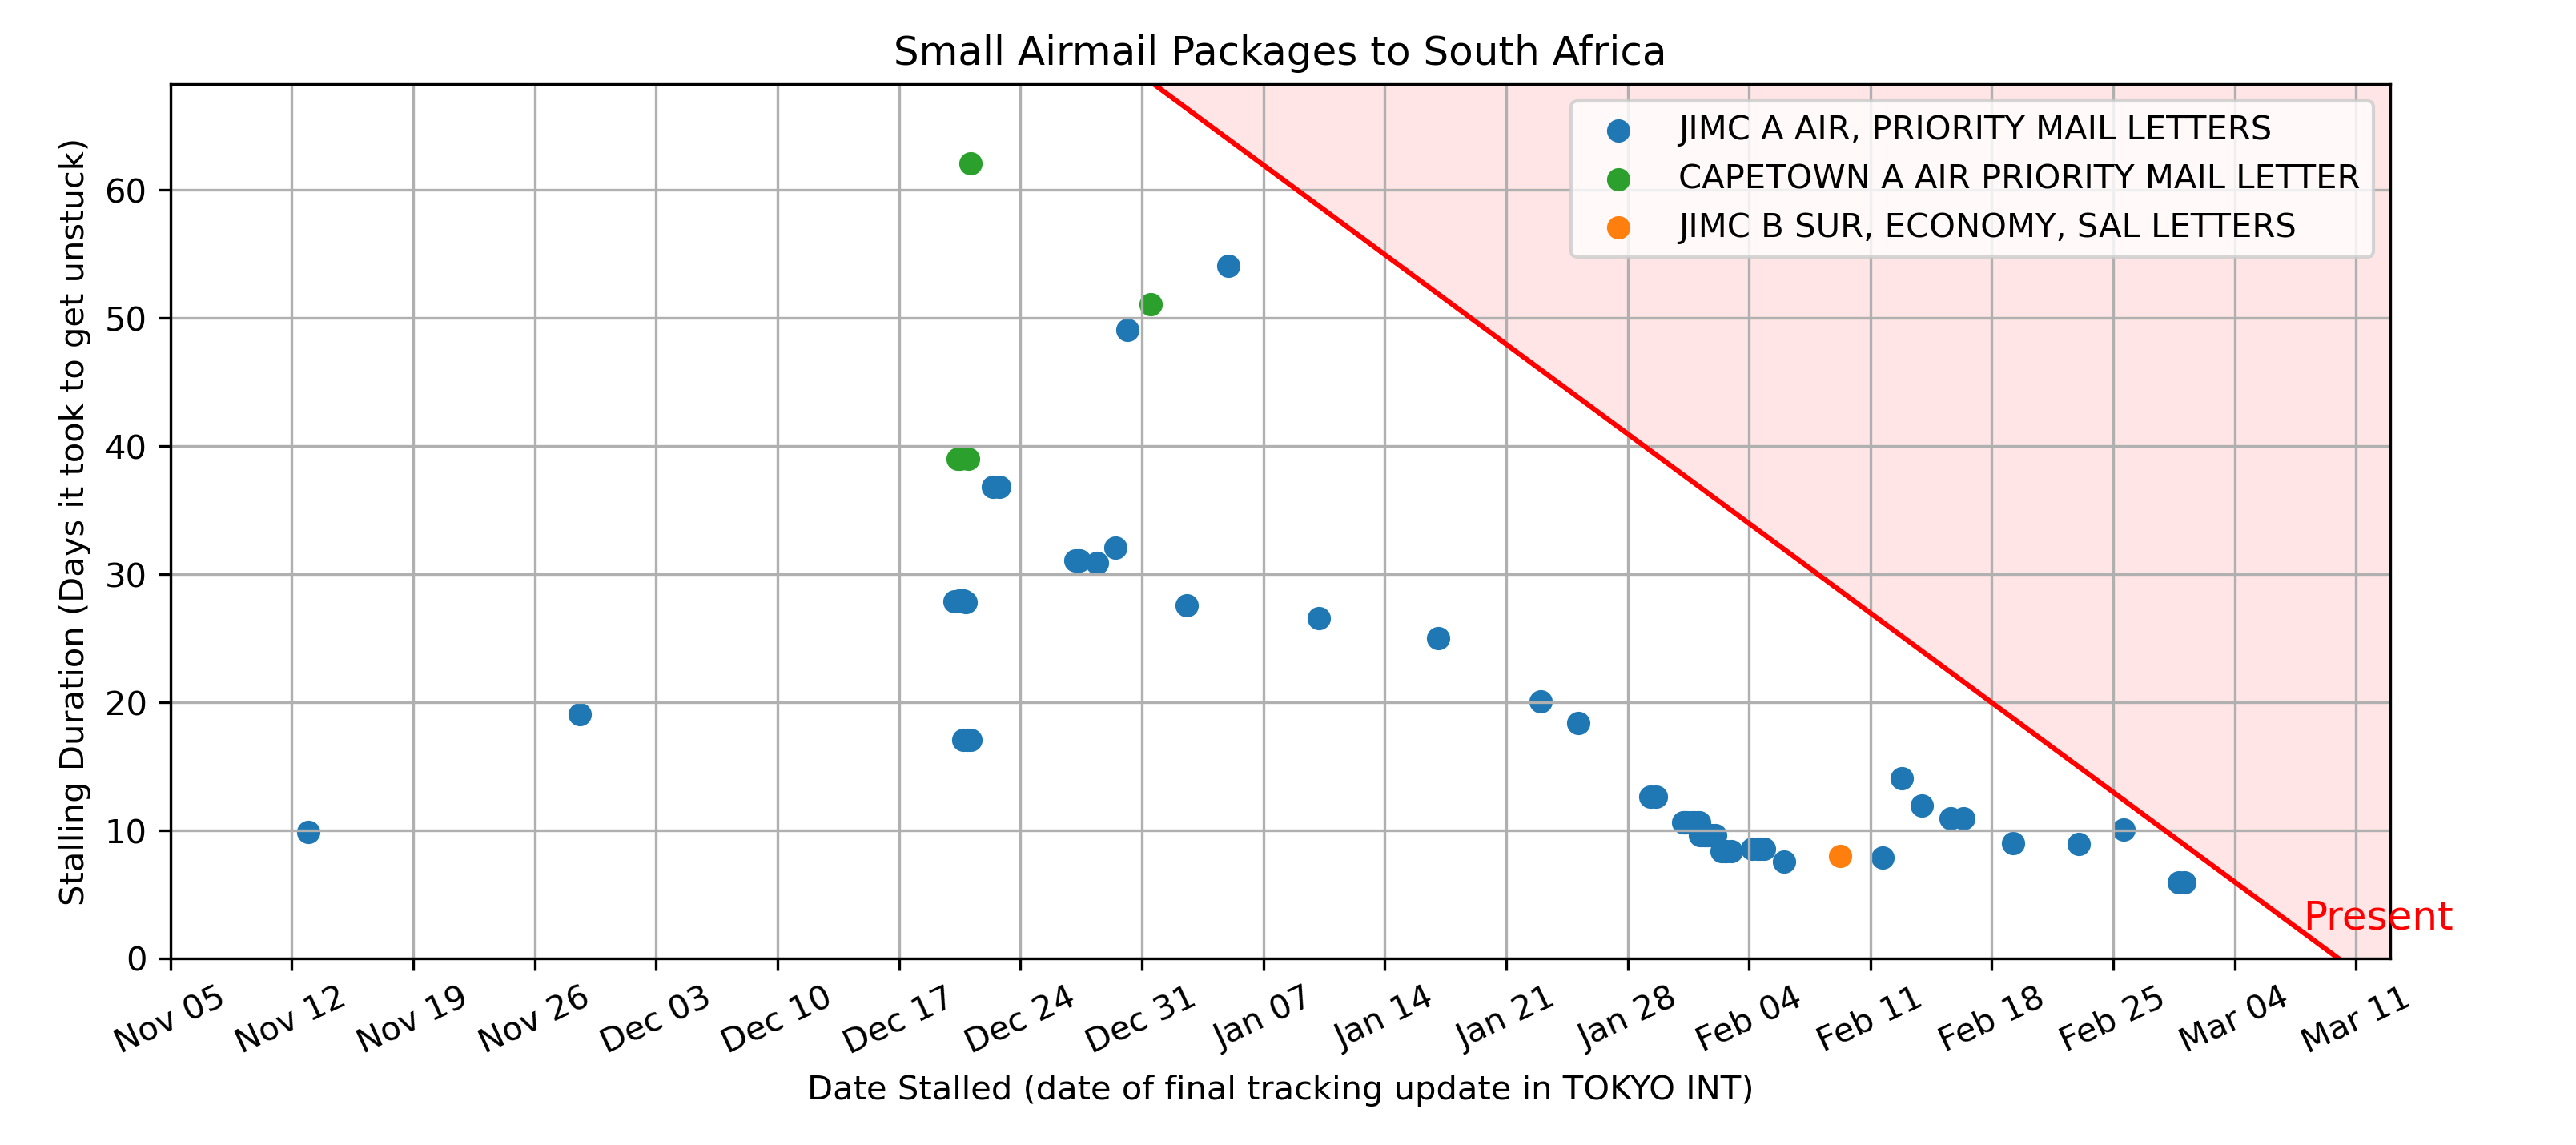 Small Airmail Packages to South Africa
JIMC A AIR, PRIORITY MAIL LETTERS
CAPETOWN A AIR PRIORITY MAIL LETTER
JIMC B SUR, ECONOMY, SAL LETTERS
Stalling Duration (Days it took to get unstuck)
60
50
40
30
20
10
0
Present
Nov 05
Nov 12
Nov 19
Nov 26
Dec 03
Dec 10
Dec 17
Dec 24
Dec 31
Jan 07
Jan 14
Jan 21
Jan 28
Feb 04
Feb 11
Feb 18
Feb 25
Mar 04
Mar 11
Date Stalled (date of final tracking update in TOKYO INT)